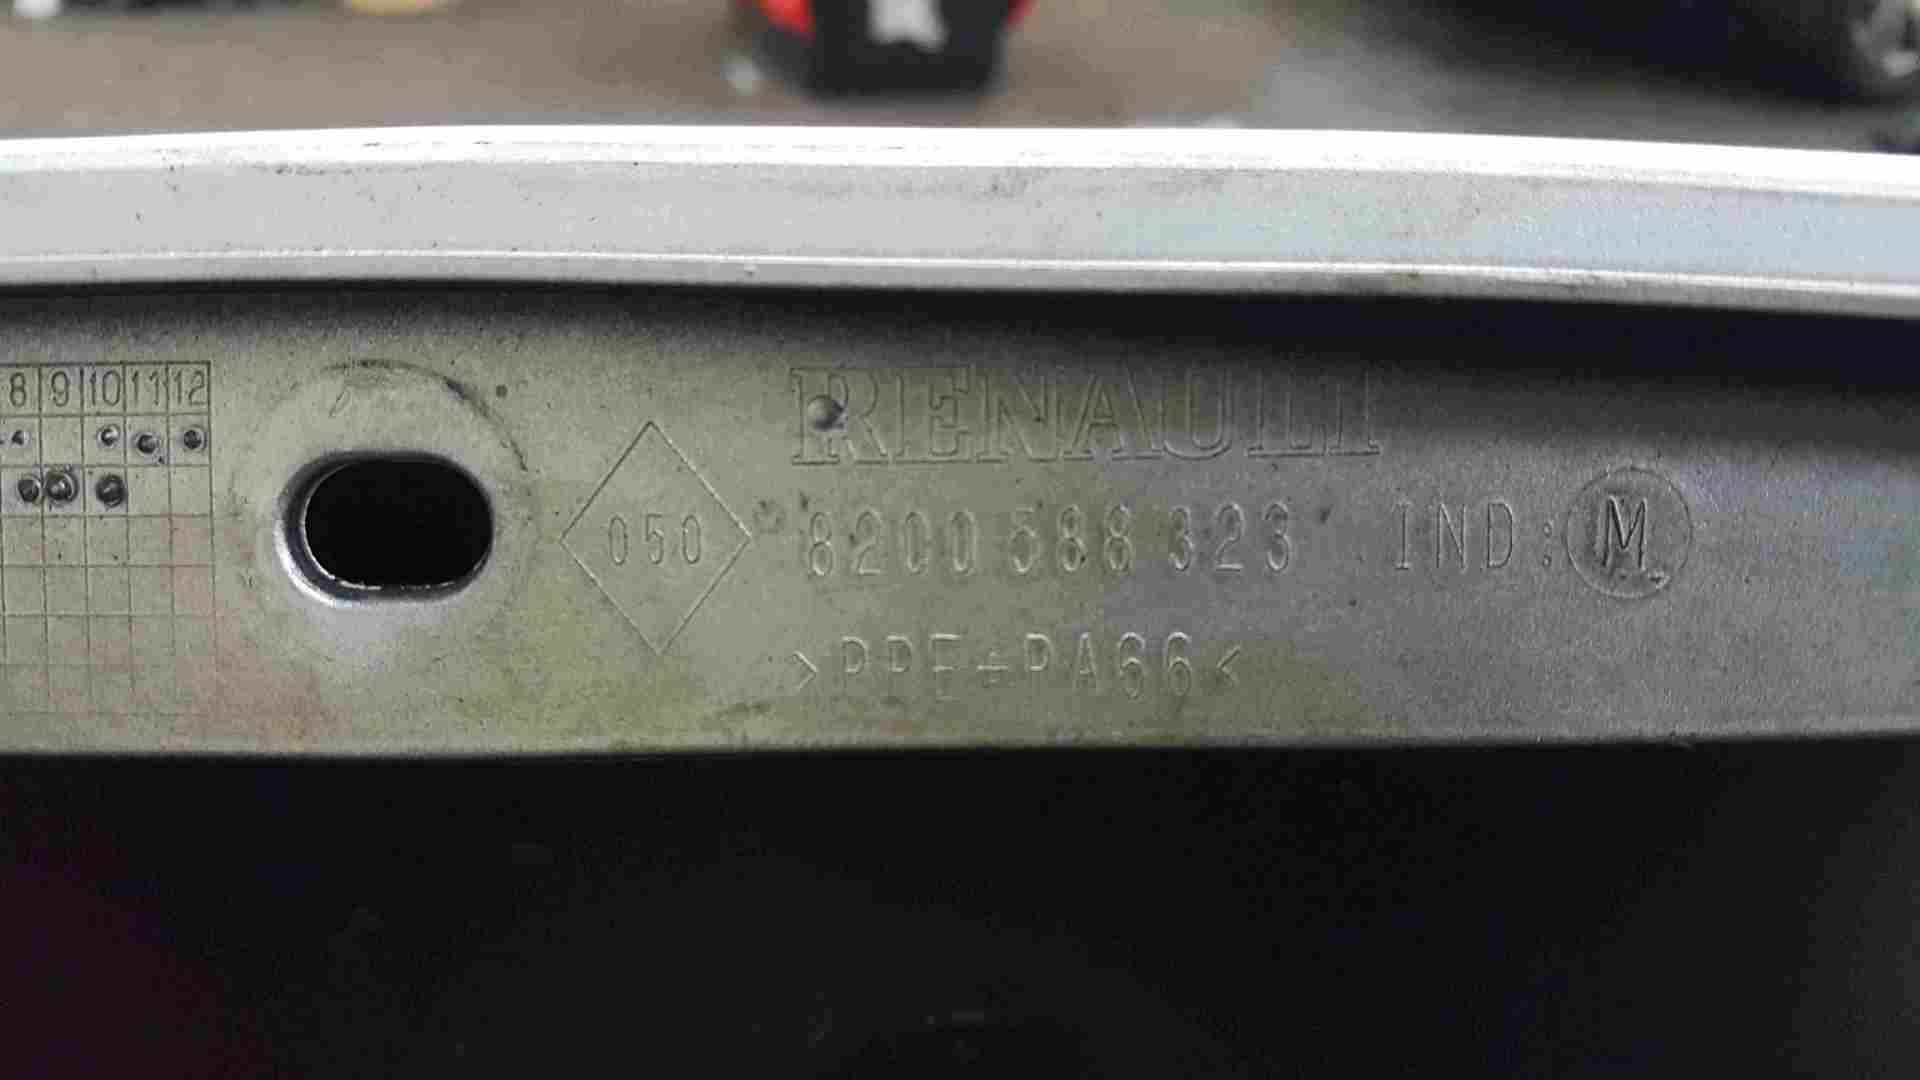 8 9 10 11 12
RENAULT
050 8200 588 323 IND: M
>PPE+PA66<